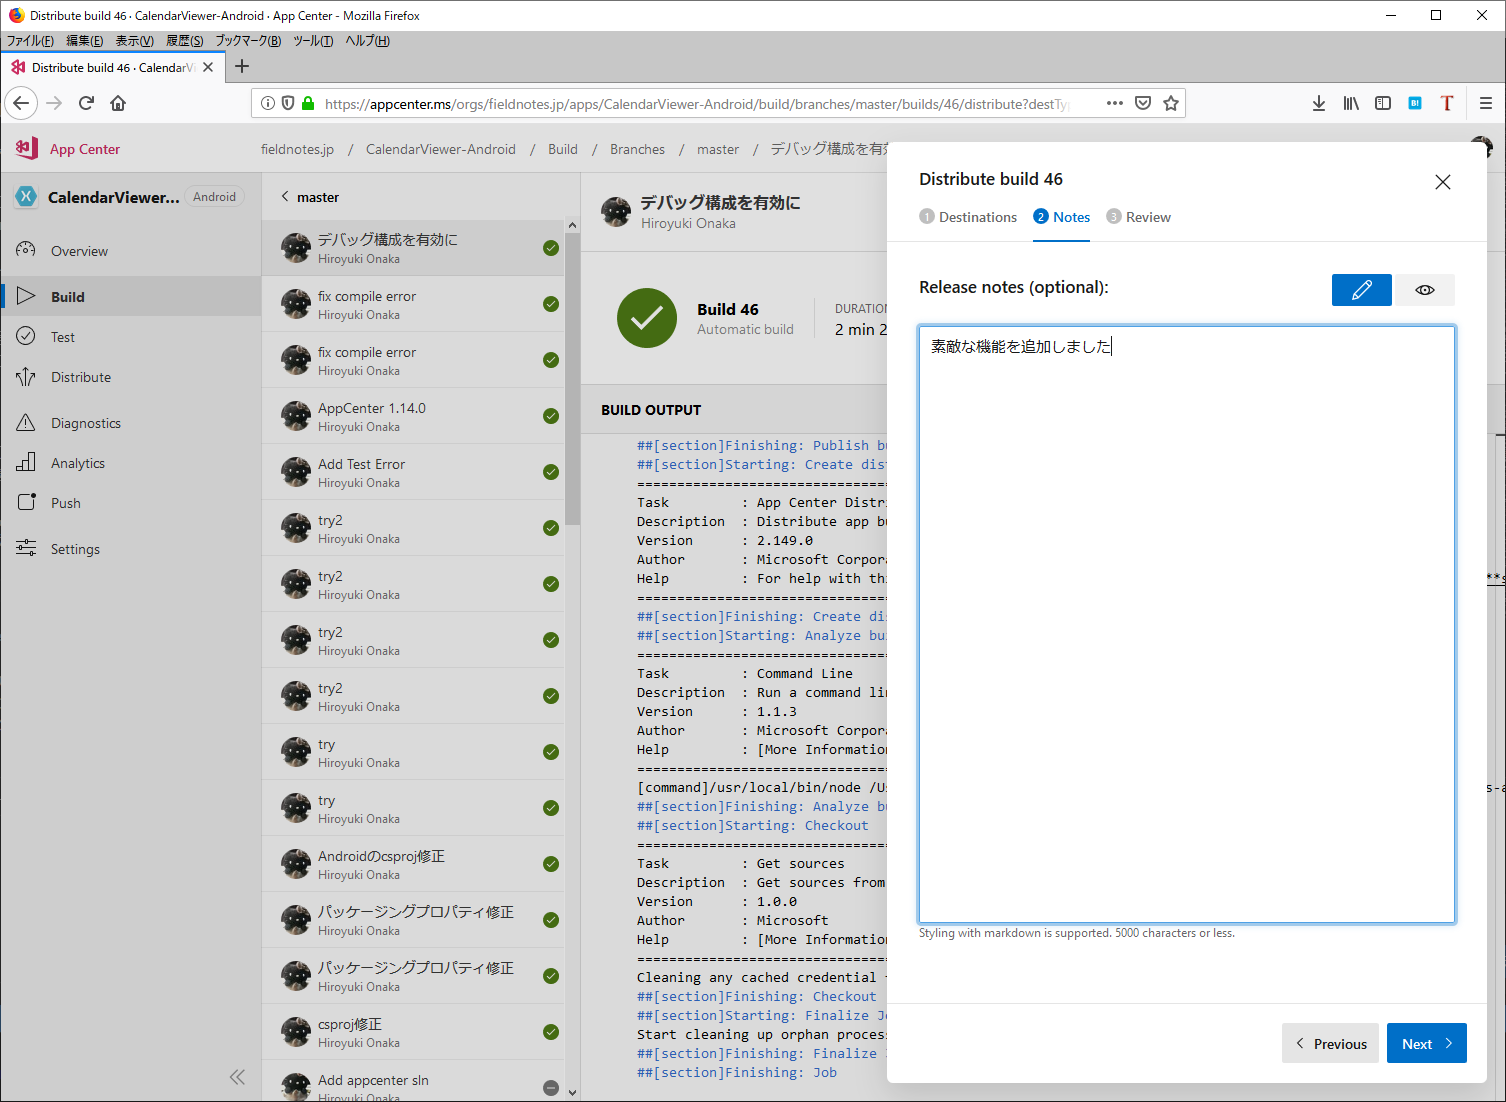 Distribute build 46 · CalendarViewer-Android · App Center - Mozilla Firefox
ファイル(F) 編集(E) 表示(V) 履歴(S) ブックマーク(B) ツール(T) ヘルプ(H)
Distribute build 46 · CalendarVi
https://appcenter.ms/orgs/fieldnotes.jp/apps/CalendarViewer-Android/build/branches/master/builds/46/distribute?destTy
App Center
fieldnotes.jp / CalendarViewer-Android / Build / Branches / master / デバッグ構成を有効
CalendarViewer... Android
Overview
Build
Test
Distribute
Diagnostics
Analytics
Push
Settings
master
デバッグ構成を有効に
Hiroyuki Onaka
fix compile error
Hiroyuki Onaka
fix compile error
Hiroyuki Onaka
AppCenter 1.14.0
Hiroyuki Onaka
Add Test Error
Hiroyuki Onaka
try2
Hiroyuki Onaka
try2
Hiroyuki Onaka
try2
Hiroyuki Onaka
try2
Hiroyuki Onaka
try
Hiroyuki Onaka
try
Hiroyuki Onaka
Androidのcsproj修正
Hiroyuki Onaka
パッケージングプロパティ修正
Hiroyuki Onaka
パッケージングプロパティ修正
Hiroyuki Onaka
csproj修正
Hiroyuki Onaka
Add appcenter sln
Hiroyuki Onaka
デバッグ構成を有効に
Hiroyuki Onaka
Build 46
Automatic build
DURATION
2 min 2
BUILD OUTPUT
##[section]Finishing: Publish bu
##[section]Starting: Create dist
==============================
Task : App Center Distri
Description : Distribute app bu
Version : 2.149.0
Author : Microsoft Corpora
Help : For help with thi
==============================
##[section]Finishing: Create dis
##[section]Starting: Analyze bui
==============================
Task : Command Line
Description : Run a command lin
Version : 1.1.3
Author : Microsoft Corpora
Help : [More Information
==============================
[command]/usr/local/bin/node /Us
##[section]Finishing: Analyze bu
##[section]Starting: Checkout
==============================
Task : Get sources
Description : Get sources from
Version : 1.0.0
Author : Microsoft
Help : [More Information
==============================
Cleaning any cached credential
##[section]Finishing: Checkout
##[section]Starting: Finalize Jo
Start cleaning up orphan process
##[section]Finishing: Finalize
##[section]Finishing: Job
**s
s-a
Distribute build 46
1 Destinations 2 Notes 3 Review
Release notes (optional):
素敵な機能を追加しました
Styling with markdown is supported. 5000 characters or less.
Previous
Next